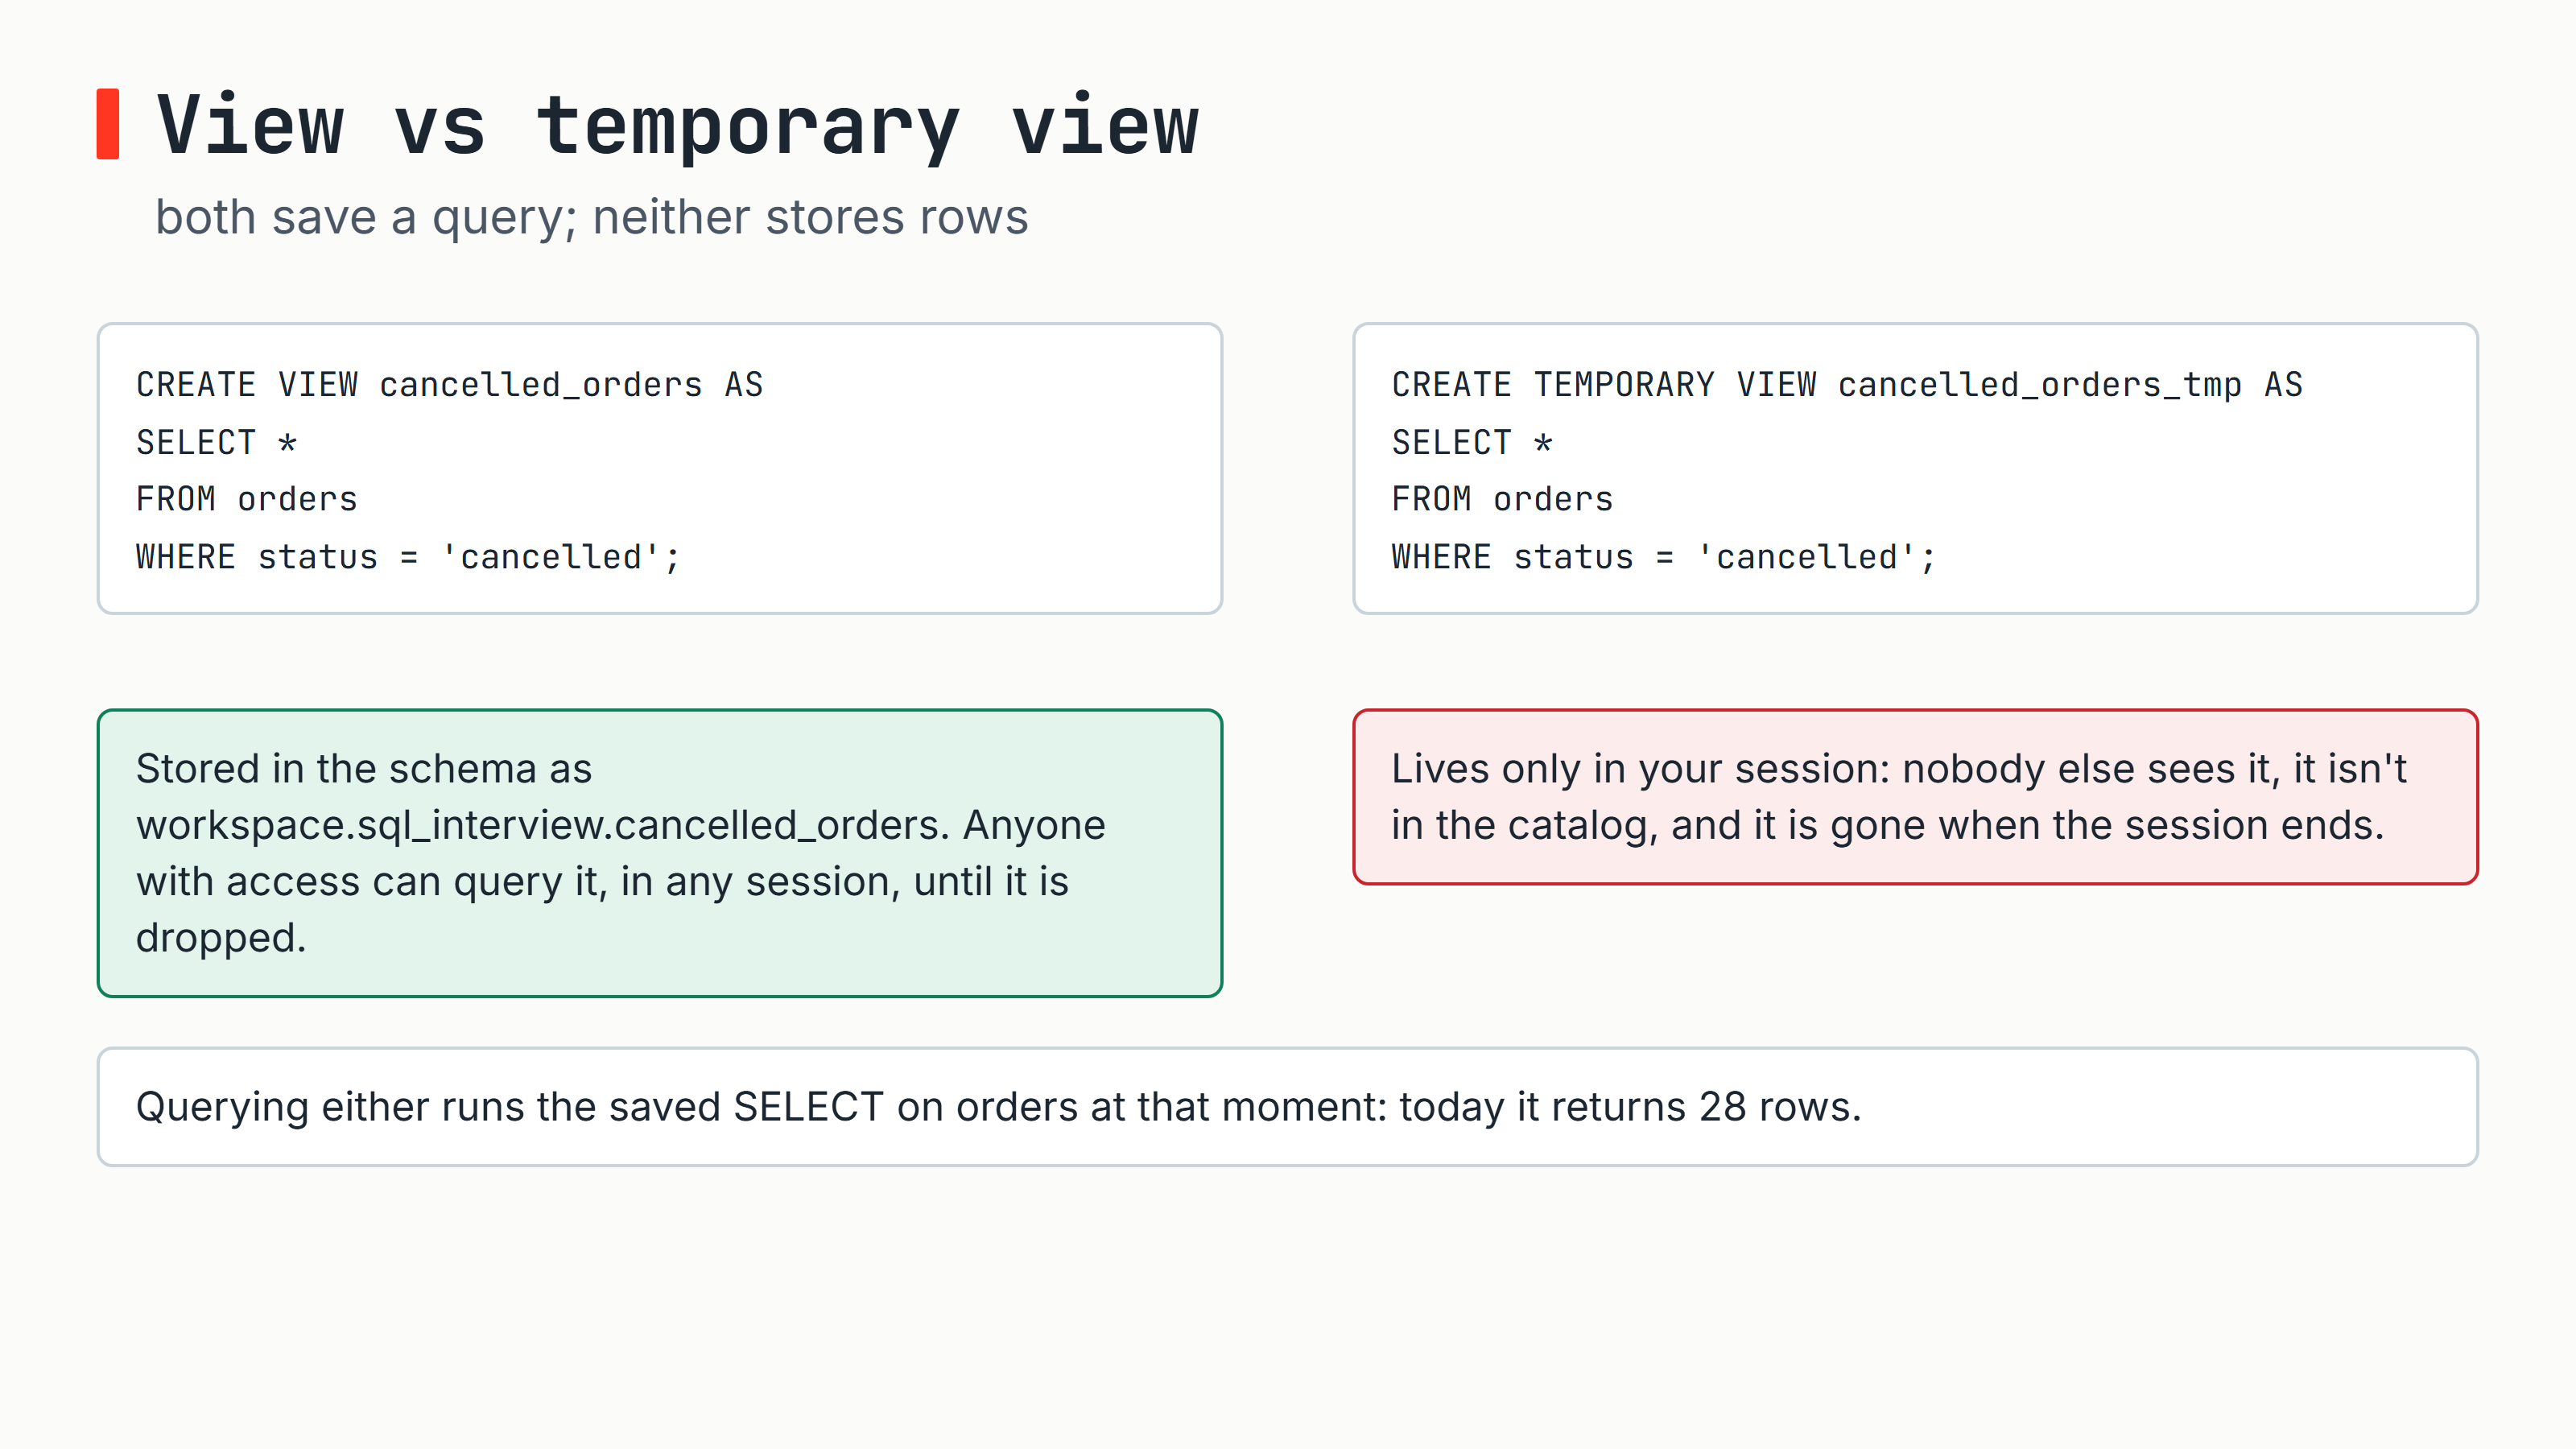 View vs temporary view
both save a query; neither stores rows
CREATE VIEW cancelled_orders AS
SELECT *
FROM orders
WHERE status = 'cancelled';
CREATE TEMPORARY VIEW cancelled_orders_tmp AS
SELECT *
FROM orders
WHERE status = 'cancelled';
Stored in the schema as
workspace.sql_interview.cancelled_orders. Anyone
with access can query it, in any session, until it is
dropped.
Lives only in your session: nobody else sees it, it isn't
in the catalog, and it is gone when the session ends.
Querying either runs the saved SELECT on orders at that moment: today it returns 28 rows.